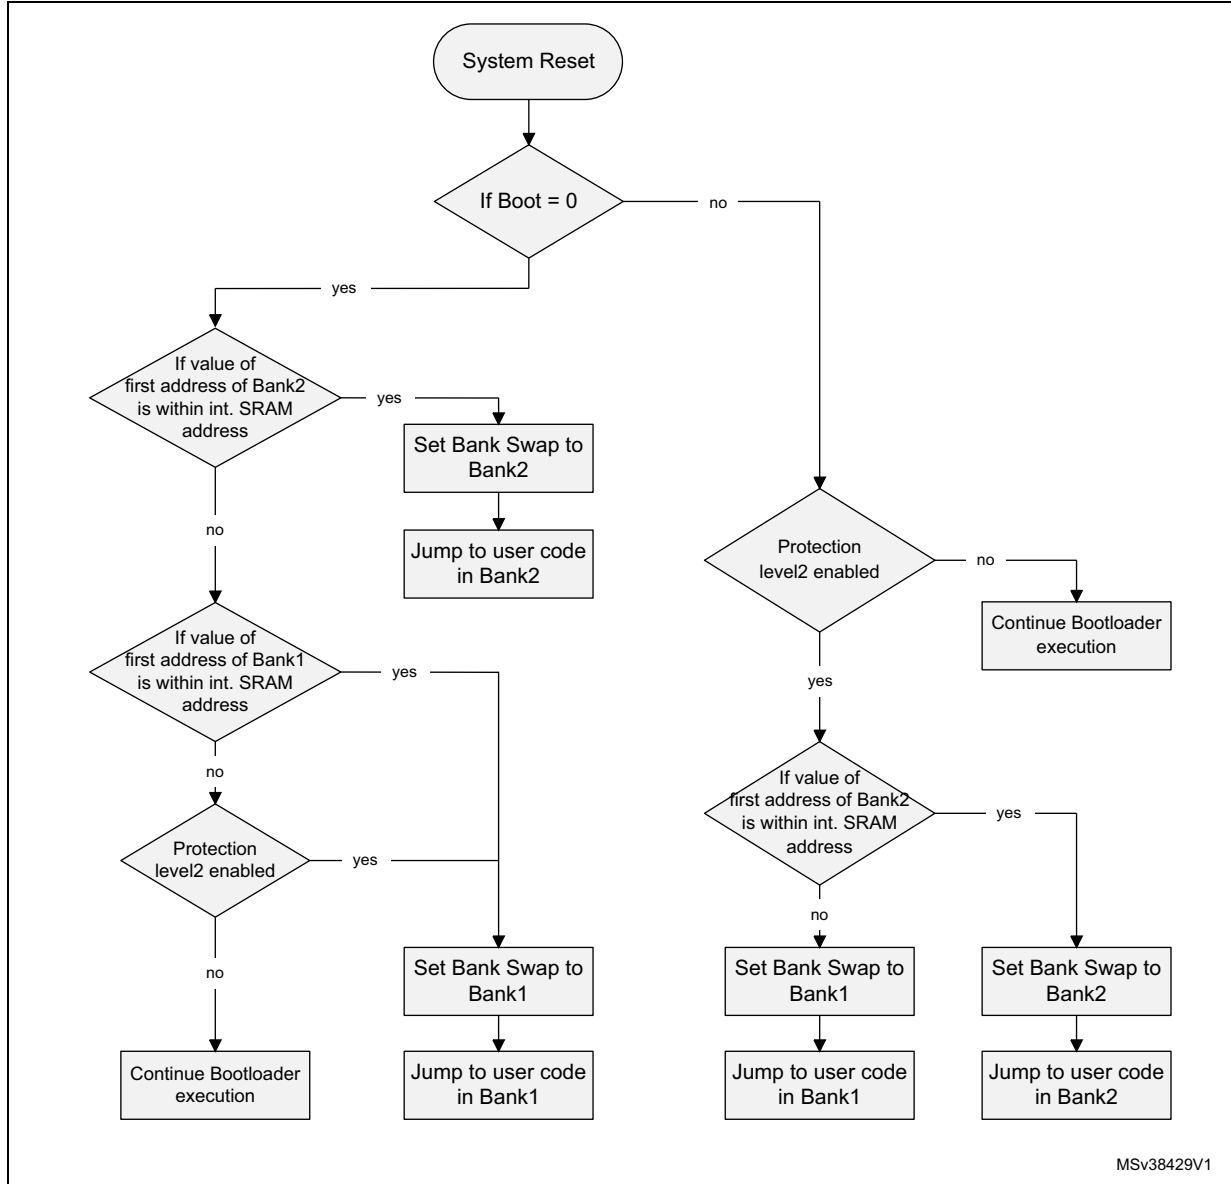 System Reset
If Boot = 0
no
yes
If value of
first address of Bank2
is within int. SRAM
address
yes
Set Bank Swap to
Bank2
no
Jump to user code
in Bank2
Protection
level2 enabled
no
Continue Bootloader
execution
If value of
first address of Bank1
is within int. SRAM
address
yes
yes
no
If value of
first address of Bank2
is within int. SRAM
address
yes
Protection
level2 enabled
yes
no
no
Set Bank Swap to
Bank1
Set Bank Swap to
Bank1
Set Bank Swap to
Bank2
Continue Bootloader
execution
Jump to user code
in Bank1
Jump to user code
in Bank1
Jump to user code
in Bank2
MSv38429V1